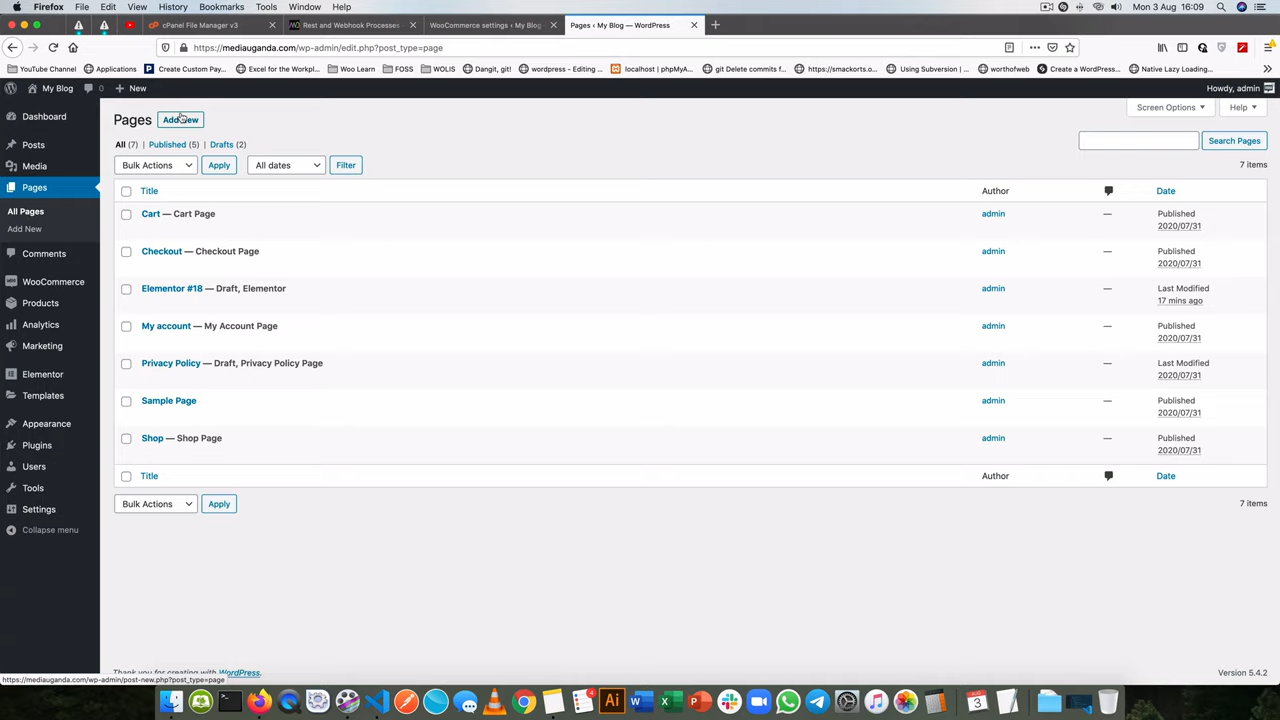 Firefox File Edit View History Bookmarks Tools Window Help Mon 3 Aug 16:09
cPanel File Manager v3 Rest and Webhook Processes WooCommerce settings ‹ My Blog Pages ‹ My Blog — WordPress
https://mediauganda.com/wp-admin/edit.php?post_type=page
YouTube Channel Applications Create Custom Pay... Excel for the Workpl... Woo Learn FOSS WOLIS Dangit, git! wordpress - Editing ... localhost | phpMyA... git Delete commits f... https://smackorts.o... Using Subversion | ... worthofweb Create a WordPress... Native Lazy Loading...
My Blog 0 New Howdy, admin
Dashboard
Posts
Media
Pages
All Pages
Add New
Comments
WooCommerce
Products
Analytics
Marketing
Elementor
Templates
Appearance
Plugins
Users
Tools
Settings
Collapse menu
Screen Options Help
Pages Add New
All (7) | Published (5) | Drafts (2)
Search Pages
Bulk Actions Apply All dates Filter 7 items
Title Author Date
Cart — Cart Page admin — Published
2020/07/31
Checkout — Checkout Page admin — Published
2020/07/31
Elementor #18 — Draft, Elementor admin — Last Modified
17 mins ago
My account — My Account Page admin — Published
2020/07/31
Privacy Policy — Draft, Privacy Policy Page admin — Last Modified
2020/07/31
Sample Page admin — Published
2020/07/31
Shop — Shop Page admin — Published
2020/07/31
Title Author Date
Bulk Actions Apply 7 items
Thank you for creating with WordPress. Version 5.4.2
https://mediauganda.com/wp-admin/post-new.php?post_type=page